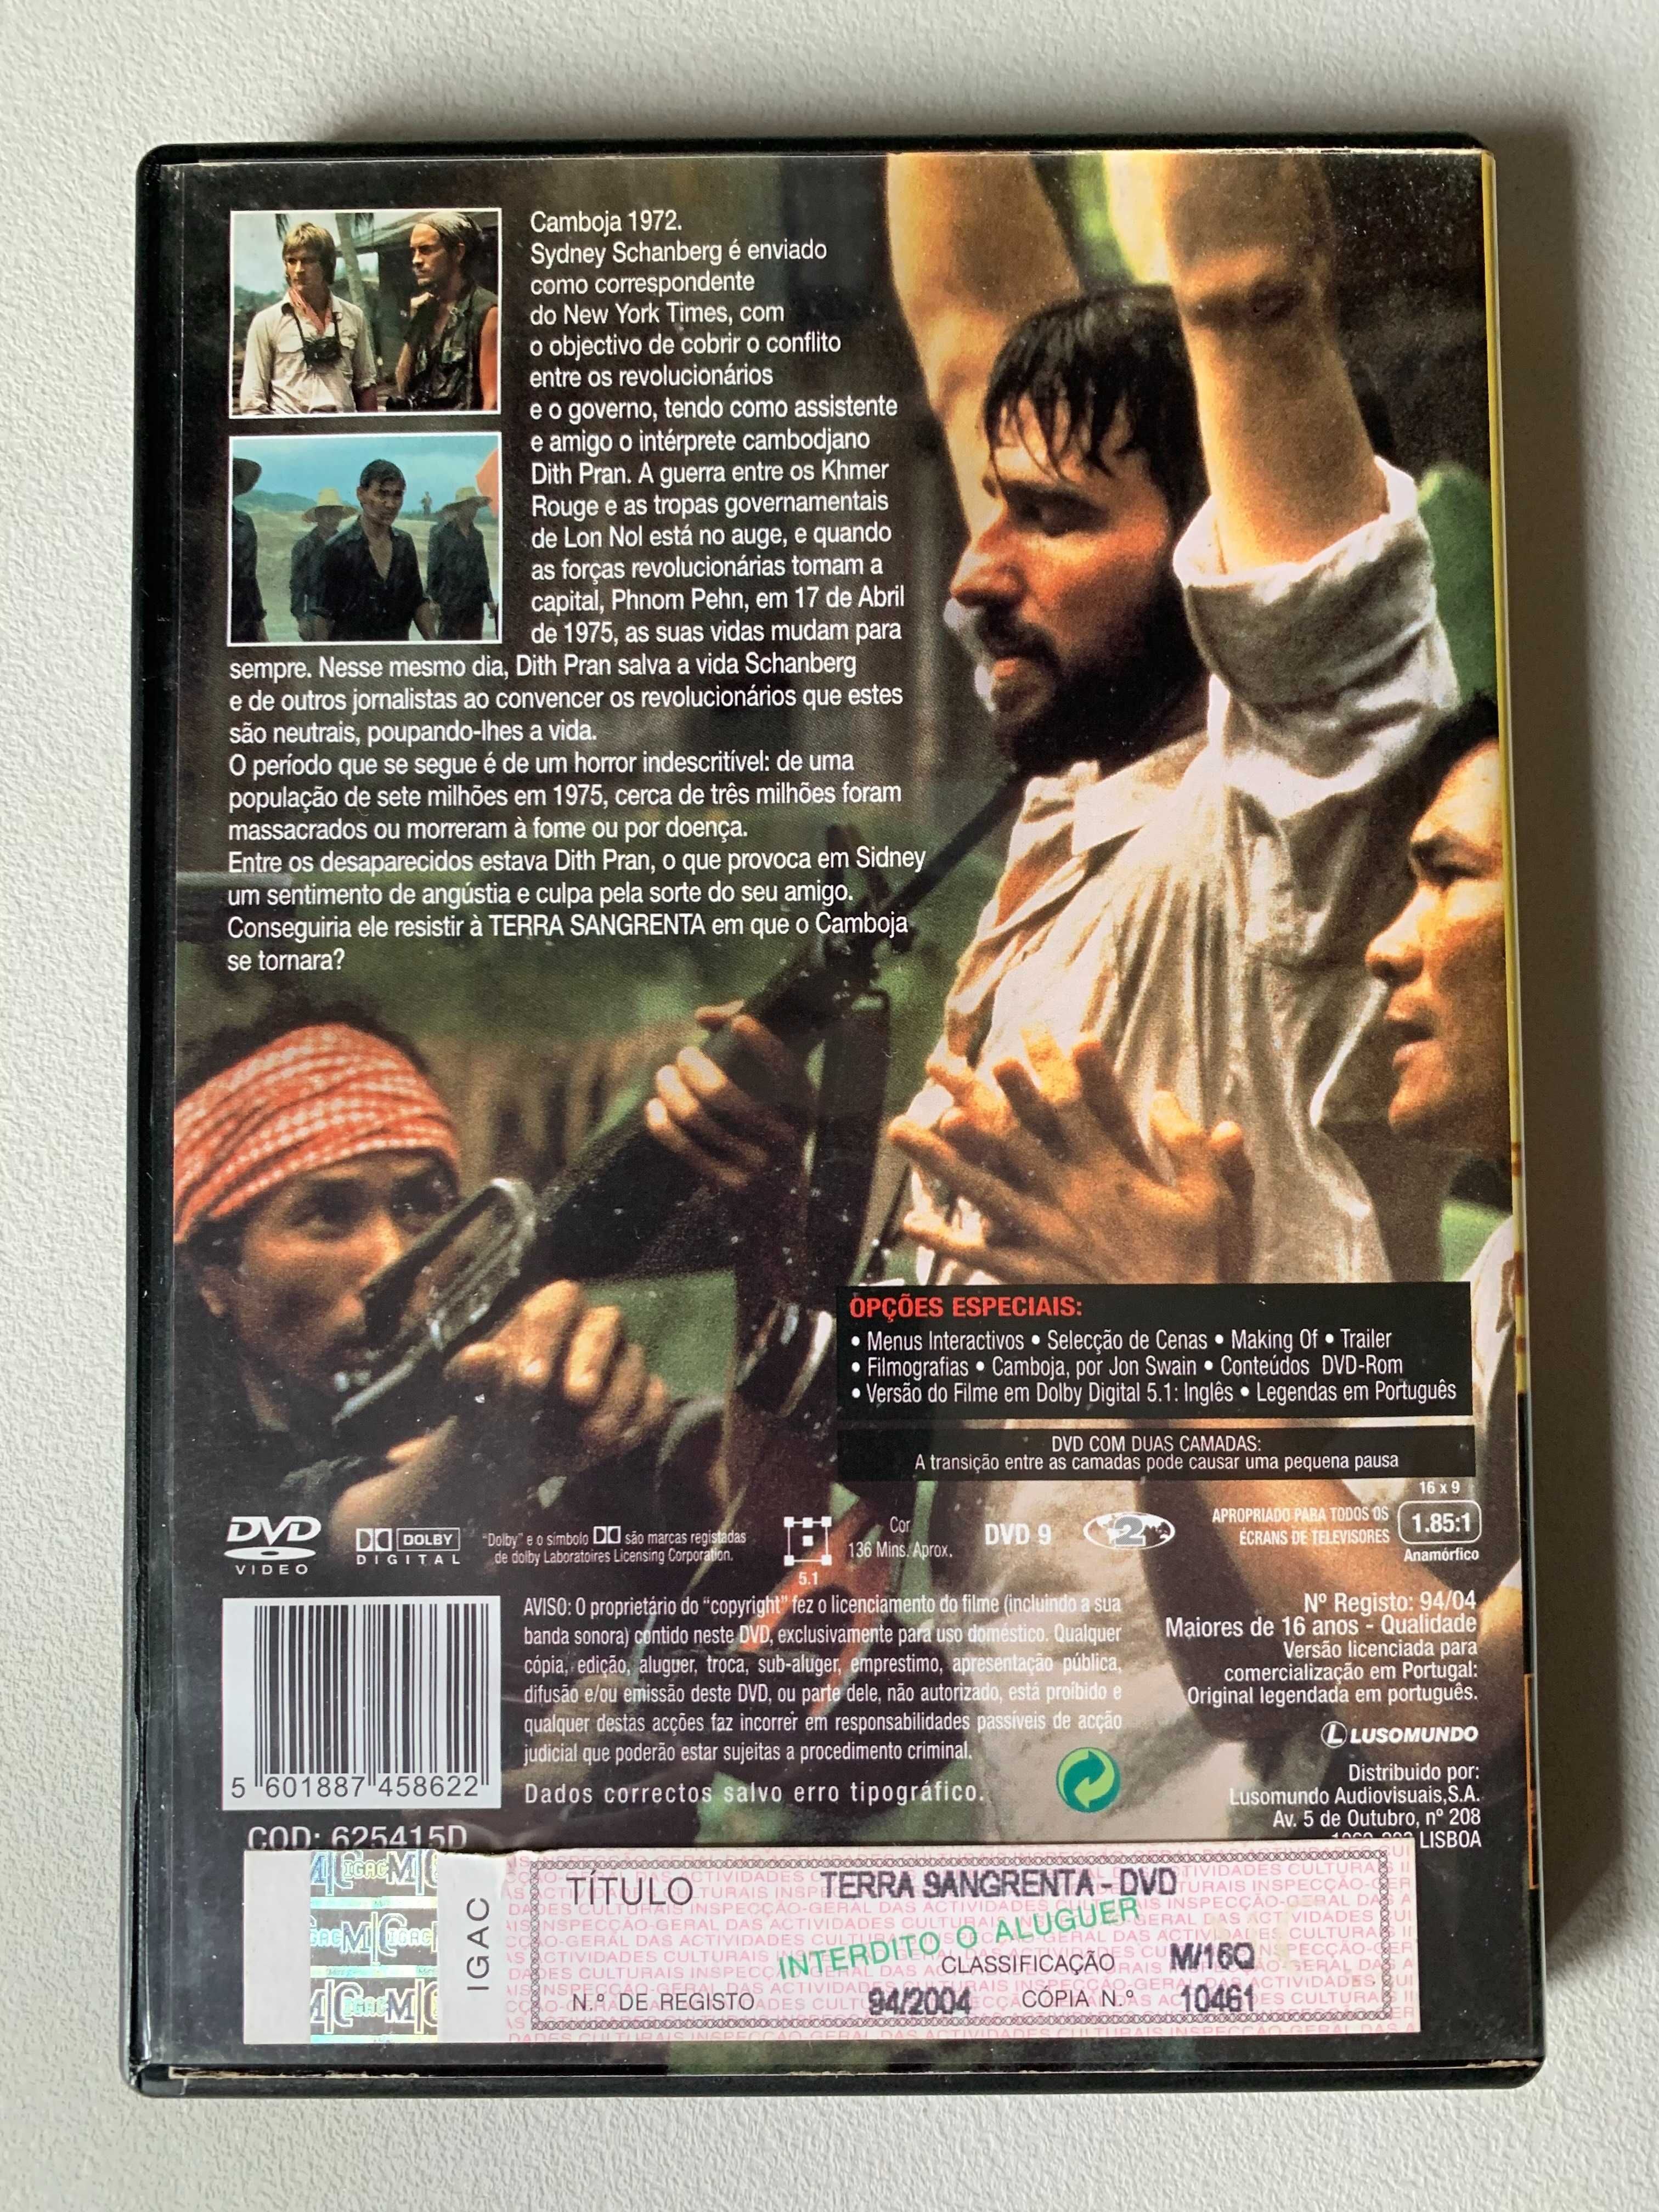 Camboja 1972.
Sydney Schanberg é enviado
como correspondente
do New York Times, com
o objectivo de cobrir o conflito
entre os revolucionários
e o governo, tendo como assistente
e amigo o intérprete cambodjano
Dith Pran. A guerra entre os Khmer
Rouge e as tropas governamentais
de Lon Nol está no auge, e quando
as forças revolucionárias tomam a
capital, Phnom Pehn, em 17 de Abril
de 1975, as suas vidas mudam para
sempre. Nesse mesmo dia, Dith Pran salva a vida Schanberg
e de outros jornalistas ao convencer os revolucionários que estes
são neutrais, poupando-lhes a vida.
O período que se segue é de um horror indescritível: de uma
população de sete milhões em 1975, cerca de três milhões foram
massacrados ou morreram à fome ou por doença.
Entre os desaparecidos estava Dith Pran, o que provoca em Sidney
um sentimento de angústia e culpa pela sorte do seu amigo.
Conseguiria ele resistir à TERRA SANGRENTA em que o Camboja
se tornara?
OPÇÕES ESPECIAIS:
• Menus Interactivos • Selecção de Cenas • Making Of • Trailer
• Filmografias • Camboja, por Jon Swain • Conteúdos DVD-Rom
• Versão do Filme em Dolby Digital 5.1: Inglês • Legendas em Português
DVD COM DUAS CAMADAS:
A transição entre as camadas pode causar uma pequena pausa
DVD
VIDEO
DOLBY
DIGITAL
"Dolby" e o simbolo são marcas registadas
de dolby Laboratoires Licensing Corporation.
5.1
Cor
136 Mins. Aprox.
DVD 9
2
APROPRIADO PARA TODOS OS
ÉCRANS DE TELEVISORES
16 x 9
1.85:1
Anamórfico
AVISO: O proprietário do "copyright" fez o licenciamento do filme (incluindo a sua
banda sonora) contido neste DVD, exclusivamente para uso doméstico. Qualquer
cópia, edição, aluguer, troca, sub-aluger, emprestimo, apresentação pública,
difusão e/ou emissão deste DVD, ou parte dele, não autorizado, está proíbido e
qualquer destas acções faz incorrer em responsabilidades passíveis de acção
judicial que poderão estar sujeitas a procedimento criminal.
Dados correctos salvo erro tipográfico.
Nº Registo: 94/04
Maiores de 16 anos - Qualidade
Versão licenciada para
comercialização em Portugal:
Original legendada em português.
LUSOMUNDO
Distribuido por:
Lusomundo Audiovisuais,S.A.
Av. 5 de Outubro, nº 208
LISBOA
5 601887 458622
COD: 625415D
IGAC
TÍTULO TERRA SANGRENTA - DVD
INTERDITO O ALUGUER
CLASSIFICAÇÃO M/16Q
N.º DE REGISTO 94/2004 CÓPIA N.º 10461
INSPECÇÃO-GERAL DAS ACTIVIDADES CULTURAIS